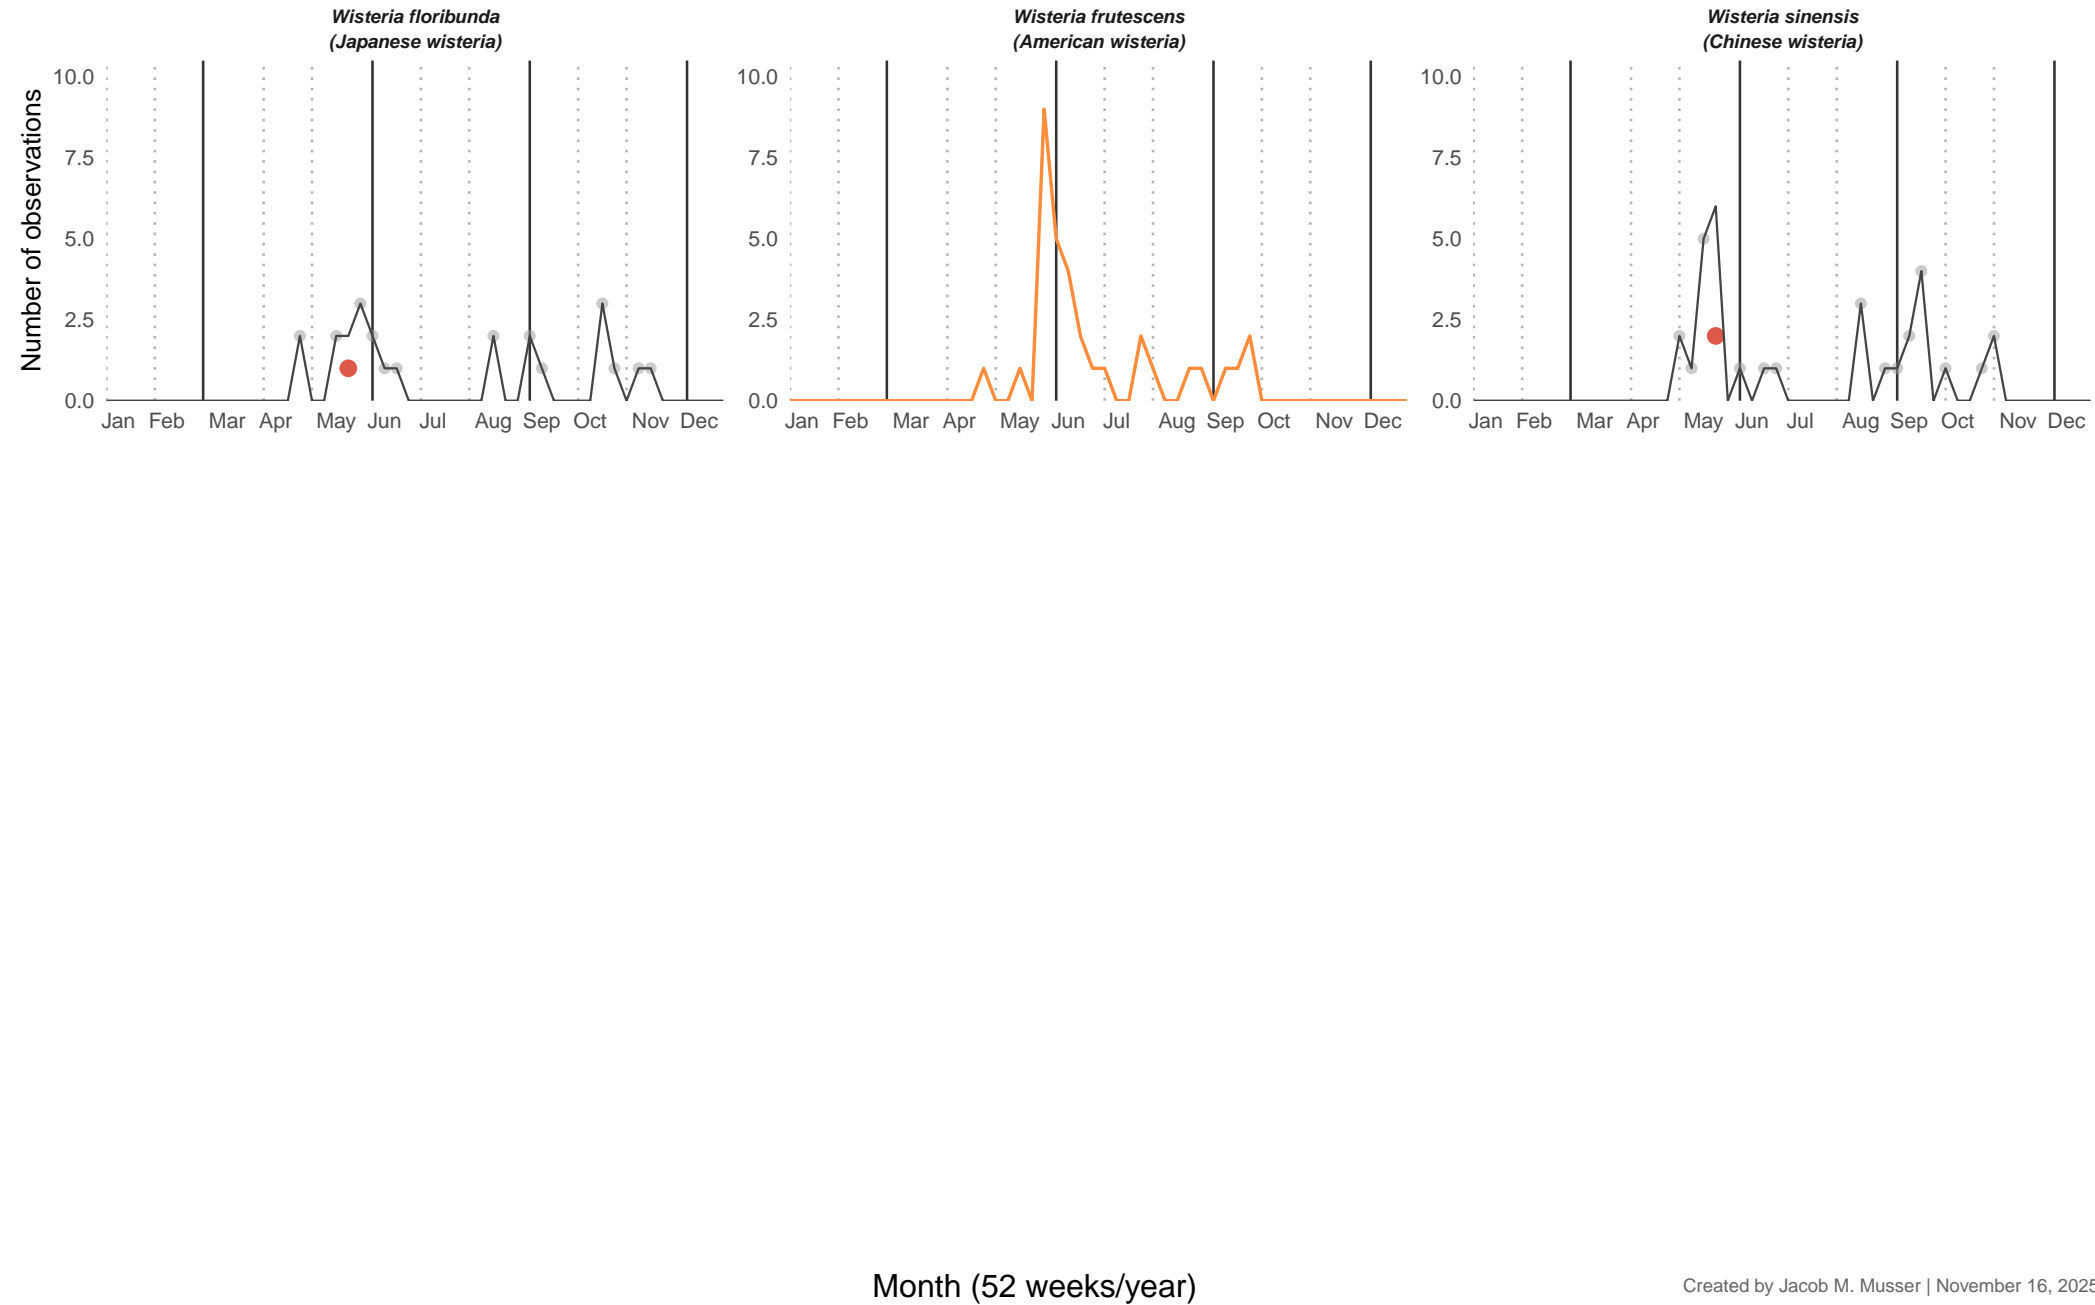 Wisteria floribunda
(Japanese wisteria)
Wisteria frutescens
(American wisteria)
Wisteria sinensis
(Chinese wisteria)
Number of observations
10.0
7.5
5.0
2.5
0.0
Jan Feb Mar Apr May Jun Jul Aug Sep Oct Nov Dec
10.0
7.5
5.0
2.5
0.0
Jan Feb Mar Apr May Jun Jul Aug Sep Oct Nov Dec
10.0
7.5
5.0
2.5
0.0
Jan Feb Mar Apr May Jun Jul Aug Sep Oct Nov Dec
Month (52 weeks/year)
Created by Jacob M. Musser | November 16, 2025